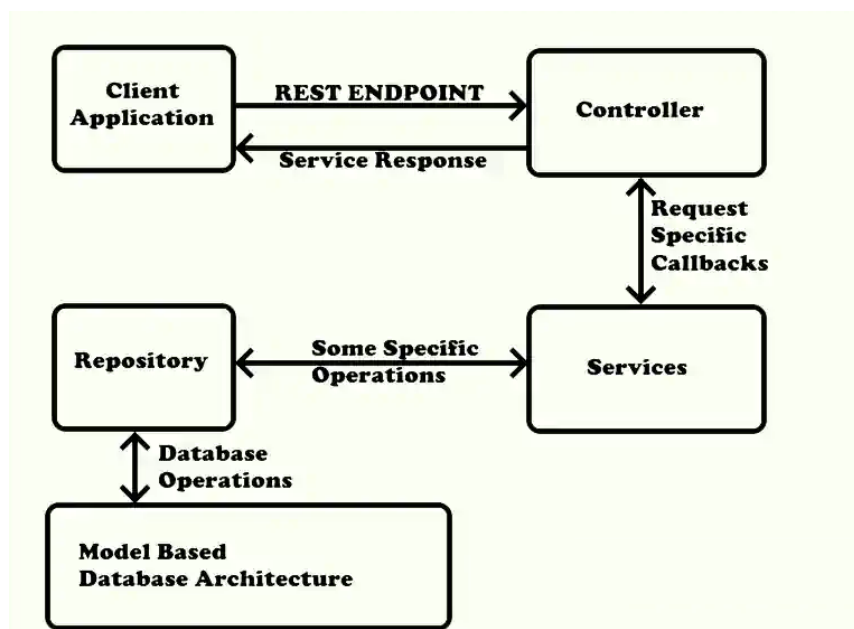 Client
Application
REST ENDPOINT
Service Response
Controller
Request
Specific
Callbacks
Repository
Some Specific
Operations
Services
Database
Operations
Model Based
Database Architecture